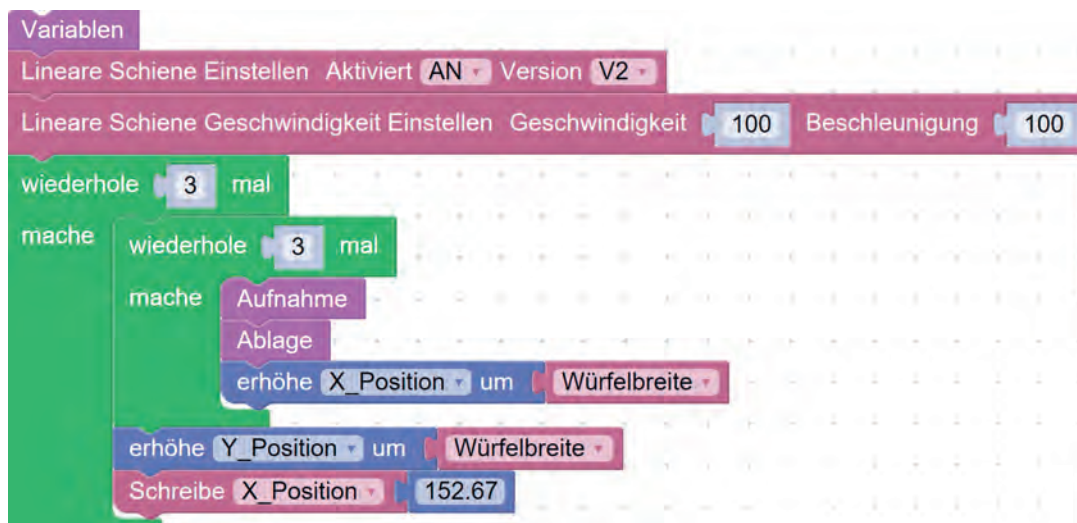 Variablen
Lineare Schiene Einstellen Aktiviert AN Version V2
Lineare Schiene Geschwindigkeit Einstellen Geschwindigkeit 100 Beschleunigung 100
wiederhole 3 mal
mache wiederhole 3 mal
mache Aufnahme
Ablage
erhöhe X_Position um Würfelbreite
erhöhe Y_Position um Würfelbreite
Schreibe X_Position 152.67